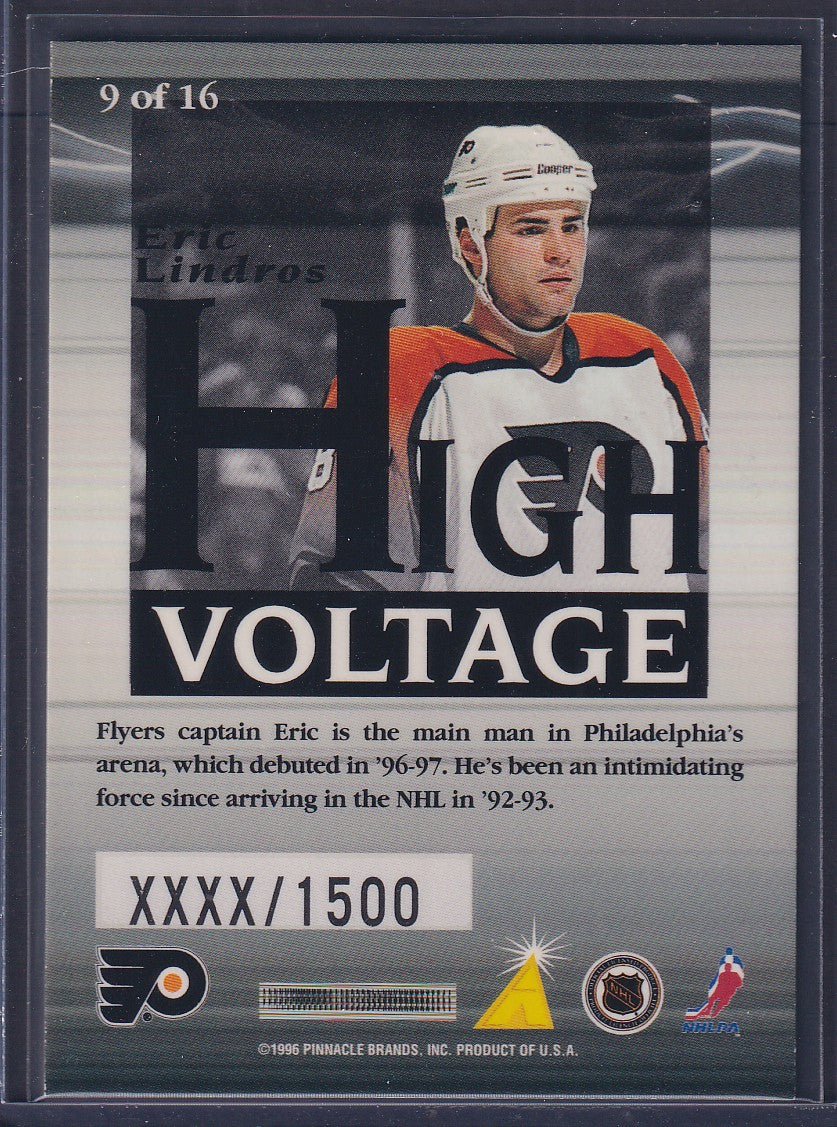 9 of 16
Cooper
Eric
Lindros
HIGH
VOLTAGE
Flyers captain Eric is the main man in Philadelphia's
arena, which debuted in '96-97. He's been an intimidating
force since arriving in the NHL in '92-93.
XXXX/1500
NHL
NHLPA
©1996 PINNACLE BRANDS, INC. PRODUCT OF U.S.A.